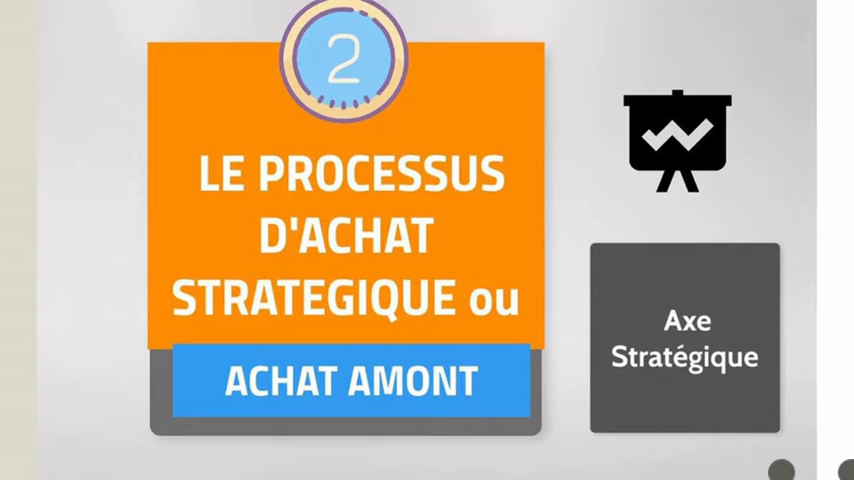 2
LE PROCESSUS
D'ACHAT
STRATEGIQUE ou
ACHAT AMONT
Axe
Stratégique